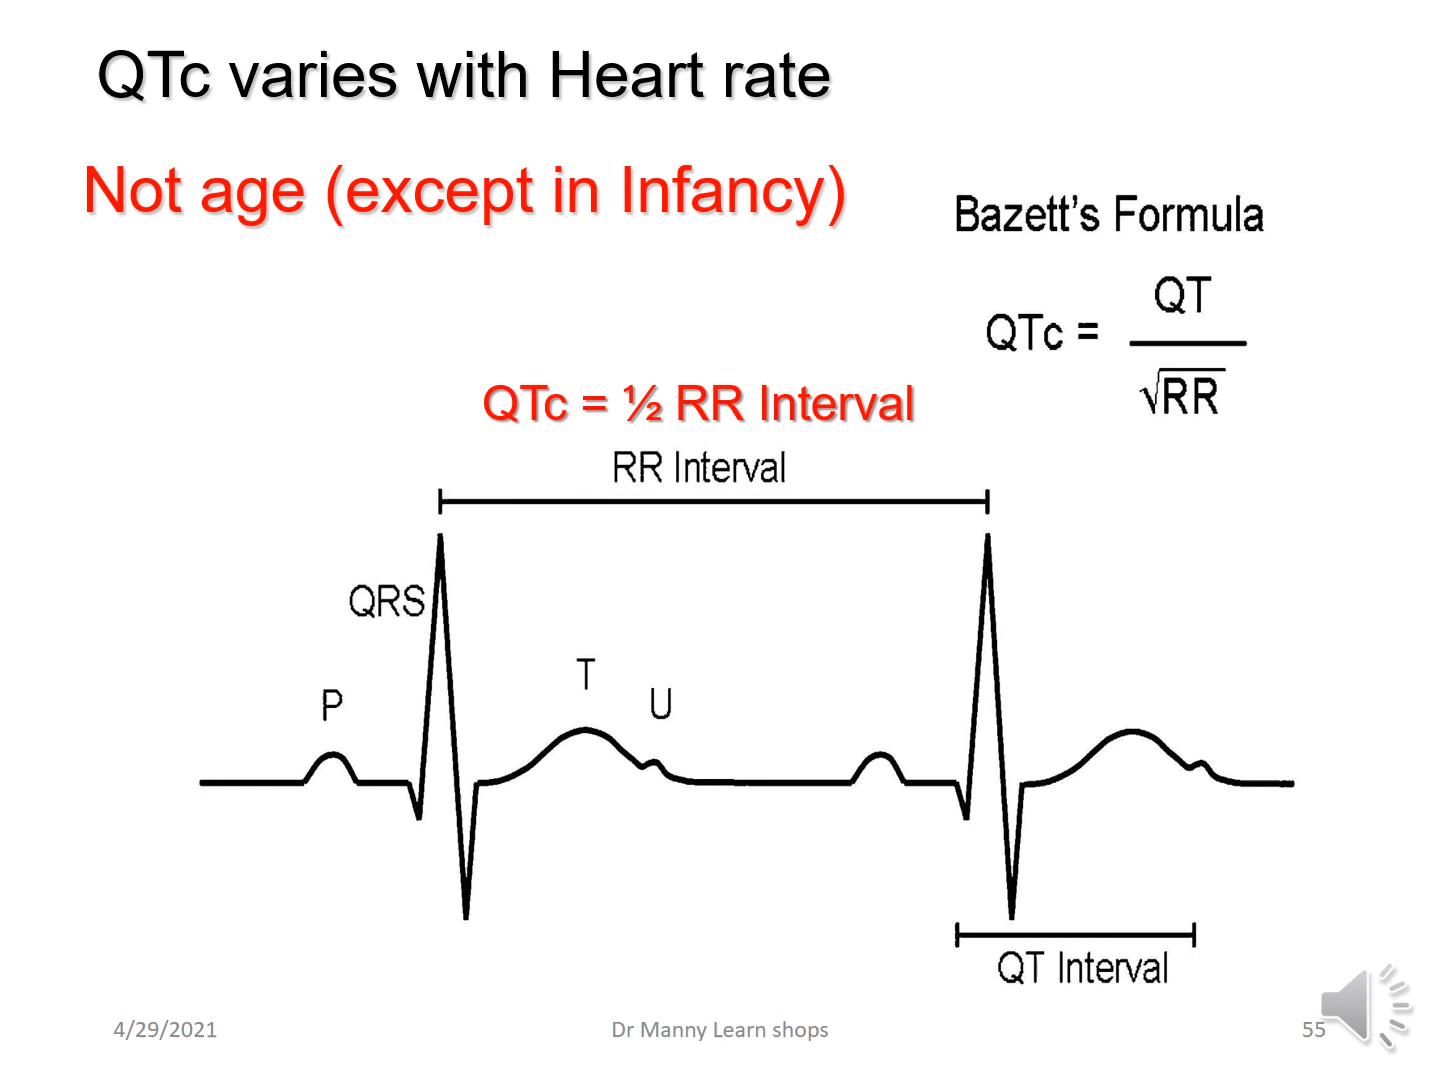 QTc varies with Heart rate
Not age (except in Infancy)
Bazett's Formula
QTc = QT
√RR
QTc = ½ RR Interval
RR Interval
QRS
P
T
U
QT Interval
4/29/2021
Dr Manny Learn shops
55